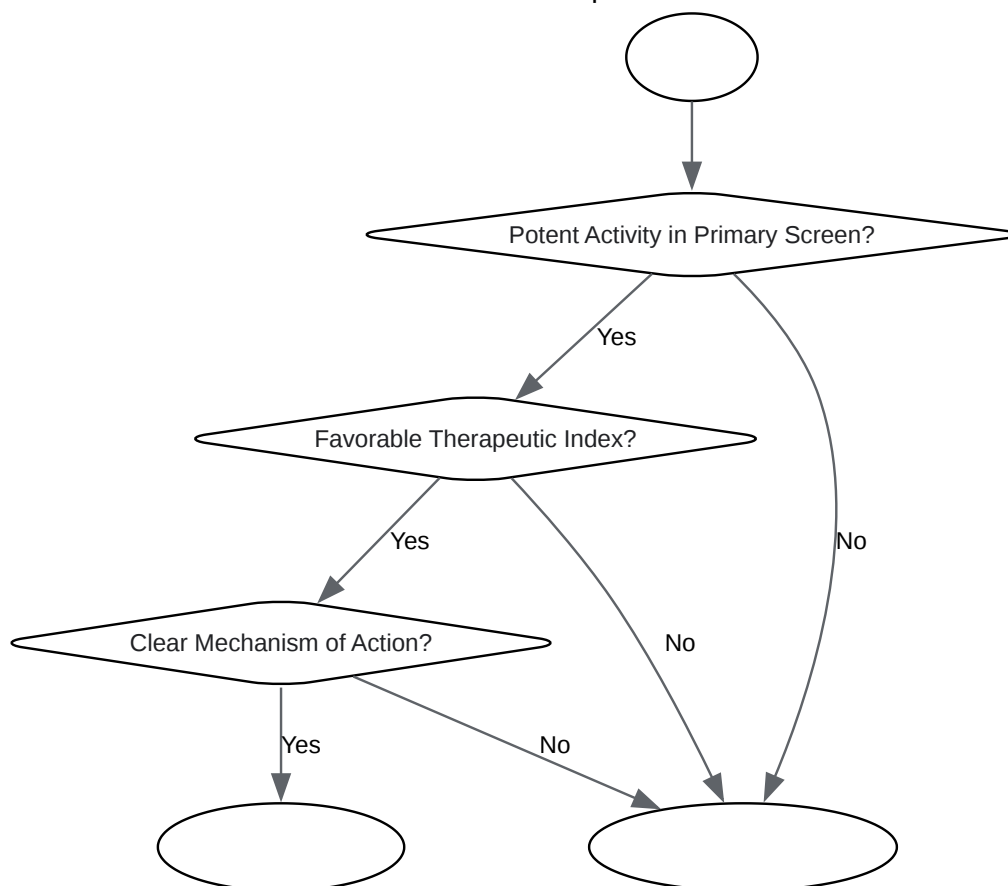 Potent Activity in Primary Screen?
Yes
Favorable Therapeutic Index?
Yes
No
Clear Mechanism of Action?
No
Yes
No